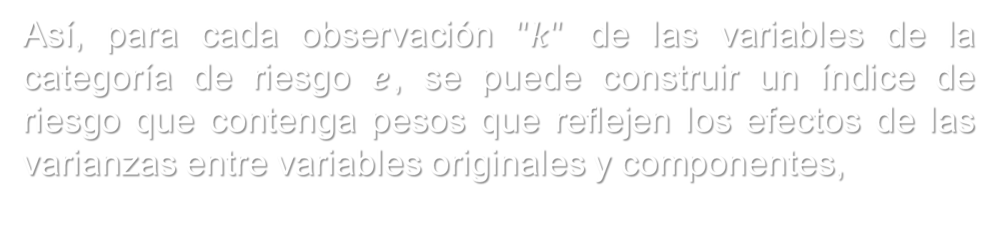 Así, para cada observación "k" de las variables de la
categoría de riesgo e, se puede construir un índice de
riesgo que contenga pesos que reflejen los efectos de las
varianzas entre variables originales y componentes,